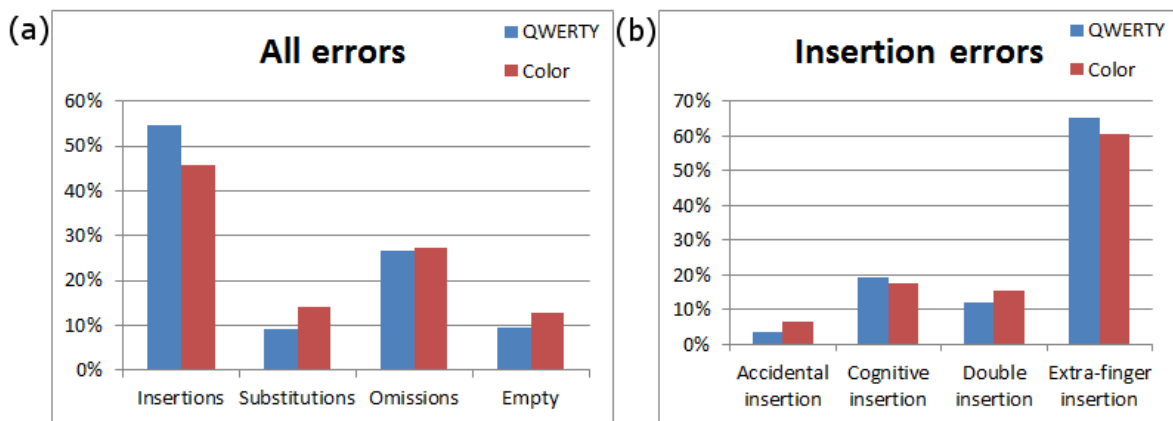 (a)
All errors
QWERTY
Color
60%
50%
40%
30%
20%
10%
0%
Insertions Substitutions Omissions Empty
(b)
Insertion errors
QWERTY
Color
70%
60%
50%
40%
30%
20%
10%
0%
Accidental insertion
Cognitive insertion
Double insertion
Extra-finger insertion